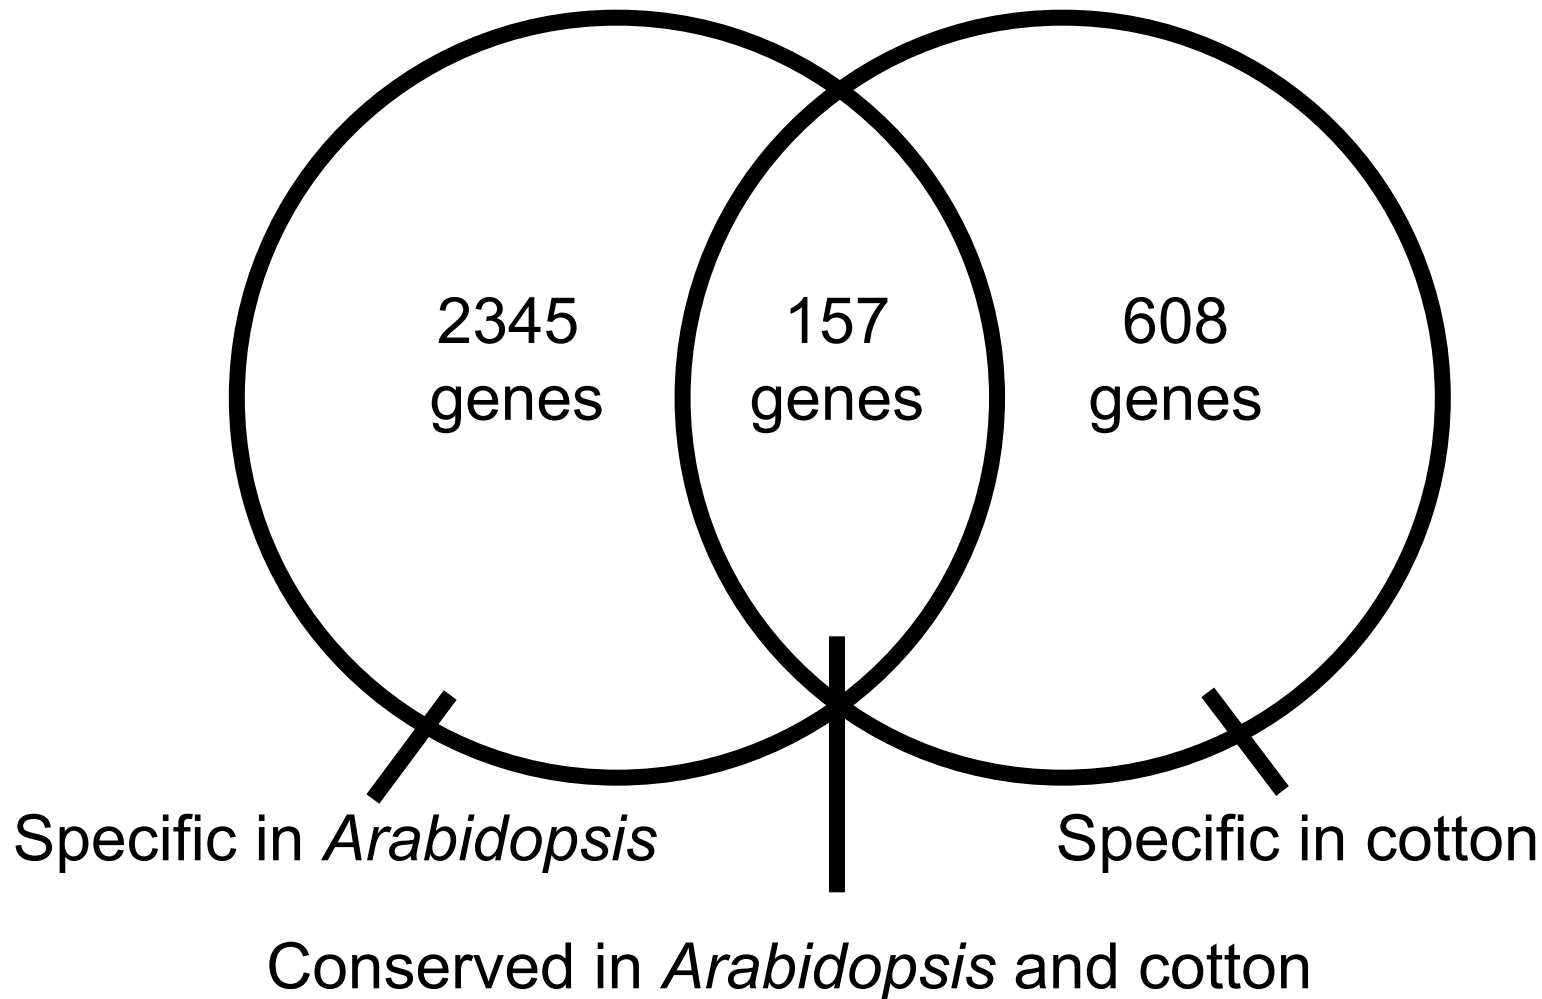 2345
genes
157
genes
608
genes
Specific in Arabidopsis
Specific in cotton
Conserved in Arabidopsis and cotton